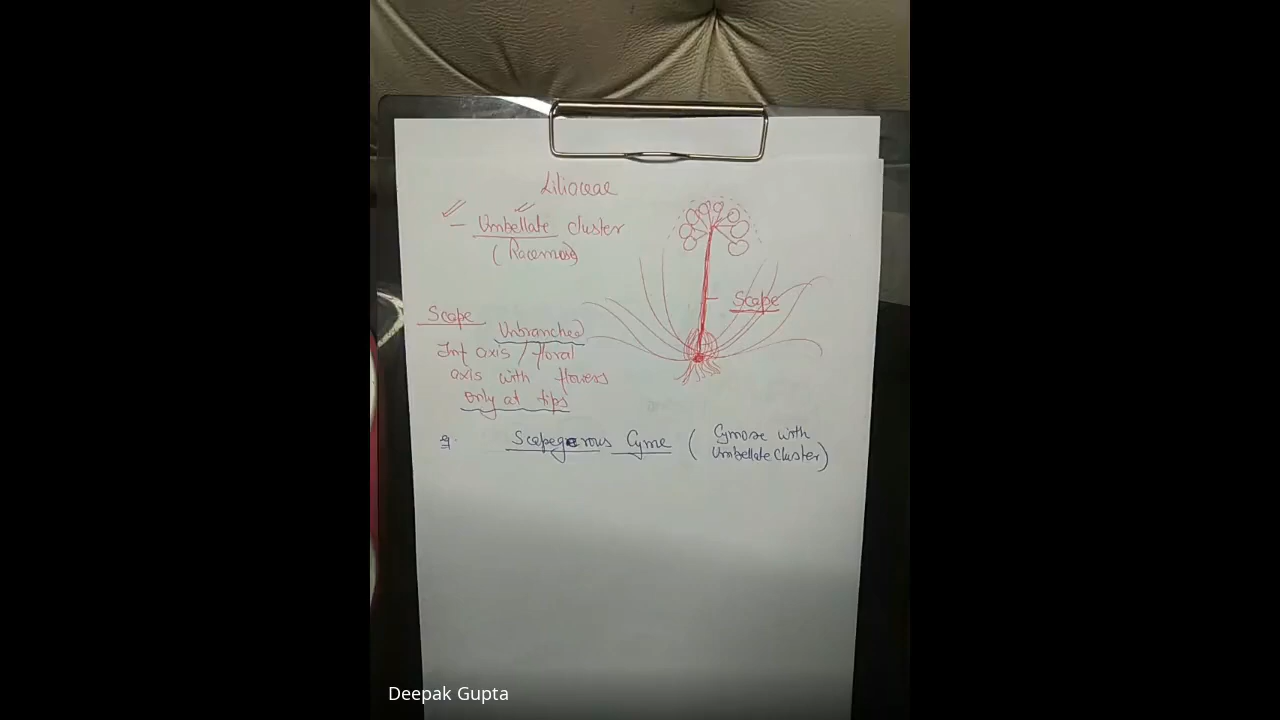 Liliaceae
– Umbellate cluster
(Racemose)
Scape
Scape Unbranched
Inf axis / floral
axis with flowers
only at tips
Scapegerous Cyme (Cymose with
Umbellate Cluster)
Deepak Gupta